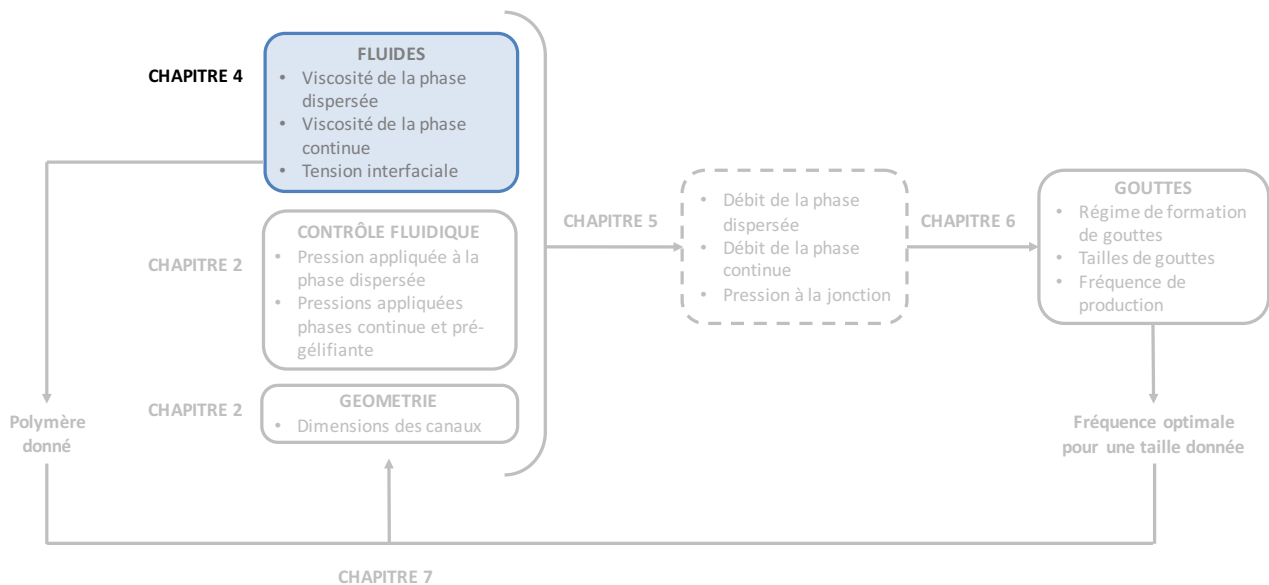 CHAPITRE 4
FLUIDES
• Viscosité de la phase
dispersée
• Viscosité de la phase
continue
• Tension interfaciale
CHAPITRE 2
CONTRÔLE FLUIDIQUE
• Pression appliquée à la
phase dispersée
• Pressions appliquées
phases continue et pré-
gélifiante
CHAPITRE 2
GEOMETRIE
• Dimensions des canaux
CHAPITRE 5
• Débit de la phase
dispersée
• Débit de la phase
continue
• Pression à la jonction
CHAPITRE 6
GOUTTES
• Régime de formation
de gouttes
• Tailles de gouttes
• Fréquence de
production
Polymère
donné
Fréquence optimale
pour une taille donnée
CHAPITRE 7